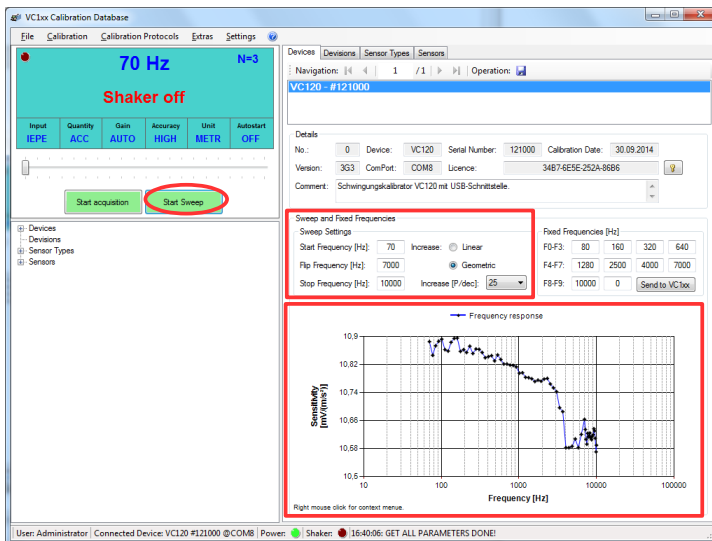 VC1xx Calibration Database
File Calibration Calibration Protocols Extras Settings
70 Hz N=3
Shaker off
Input Quantity Gain Accuracy Unit Autostart
IEPE ACC AUTO HIGH METR OFF
Start acquisition Start Sweep
Devices
Devisions
Sensor Types
Sensors
Devices Devisions Sensor Types Sensors
Navigation: 1 /1 Operation:
VC120 - #121000
Details
No.: 0 Device: VC120 Serial Number: 121000 Calibration Date: 30.09.2014
Version: 3G3 ComPort: COM8 Licence: 34B7-6E5E-252A-86B6
Comment: Schwingungskalibrator VC120 mit USB-Schnittstelle.
Sweep and Fixed Frequencies
Sweep Settings
Start Frequency [Hz]: 70 Increase: Linear
Flip Frequency [Hz]: 7000 Geometric
Stop Frequency [Hz]: 10000 Increase [P/dec]: 25
Fixed Frequencies [Hz]
F0-F3: 80 160 320 640
F4-F7: 1280 2500 4000 7000
F8-F9: 10000 0 Send to VC1xx
Frequency response
10,9
10,82
10,74
10,66
10,58
10,5
Sensitivity
[mV/(m/s²)]
10 100 1000 10000 100000
Frequency [Hz]
Right mouse click for context menue.
User: Administrator Connected Device: VC120 #121000 @COM8 Power: Shaker: 16:40:06: GET ALL PARAMETERS DONE!